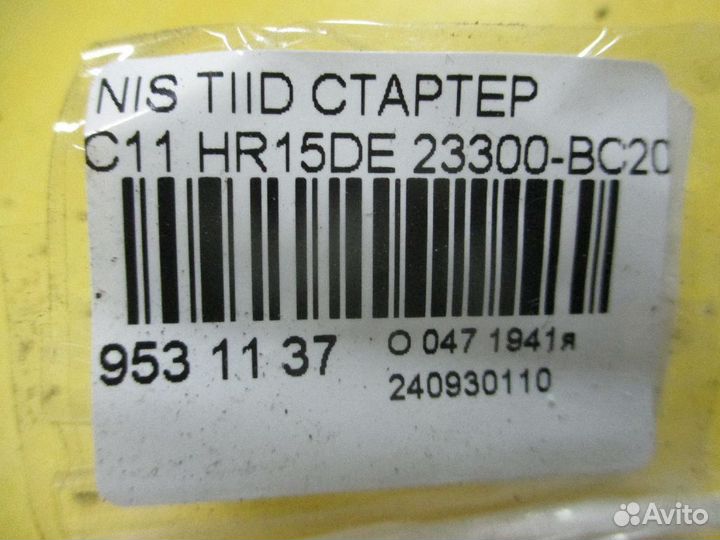 NIS TIID СТАРТЕР
C11 HR15DE 23300-BC20
953 11 37
О 047 1941я
240930110
Avito